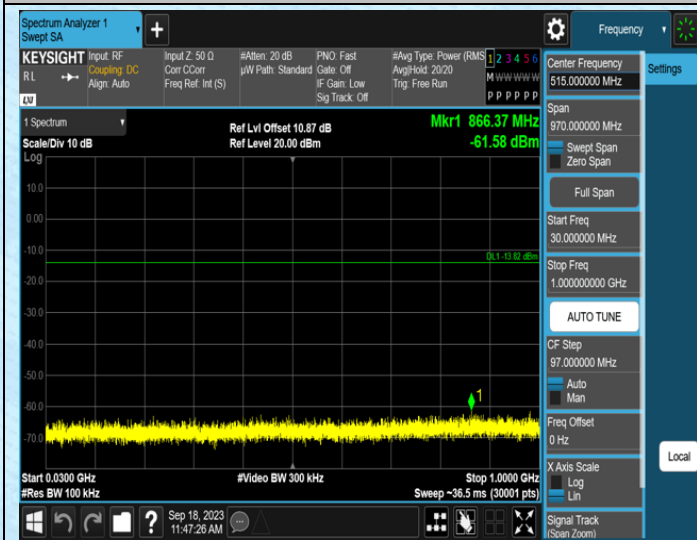 Spectrum Analyzer 1
Swept SA
+
Frequency
KEYSIGHT
RL
LXI
Input: RF
Coupling: DC
Align: Auto
Input Z: 50 Ω
Corr CCorr
Freq Ref: Int (S)
#Atten: 20 dB
µW Path: Standard
PNO: Fast
Gate: Off
IF Gain: Low
Sig Track: Off
#Avg Type: Power (RMS
Avg|Hold: 20/20
Trig: Free Run
1 2 3 4 5 6
M W W W W W
P P P P P P
1 Spectrum
Scale/Div 10 dB
Log
Ref Lvl Offset 10.87 dB
Ref Level 20.00 dBm
Mkr1 866.37 MHz
-61.58 dBm
10.0
0.00
-10.0
DL1 -13.82 dBm
-20.0
-30.0
-40.0
-50.0
-60.0
1
-70.0
Start 0.0300 GHz
#Res BW 100 kHz
#Video BW 300 kHz
Stop 1.0000 GHz
Sweep ~36.5 ms (30001 pts)
?
Sep 18, 2023
11:47:26 AM
Center Frequency
515.000000 MHz
Span
970.000000 MHz
Swept Span
Zero Span
Full Span
Start Freq
30.000000 MHz
Stop Freq
1.000000000 GHz
AUTO TUNE
CF Step
97.000000 MHz
Auto
Man
Freq Offset
0 Hz
X Axis Scale
Log
Lin
Signal Track
(Span Zoom)
Settings
Local